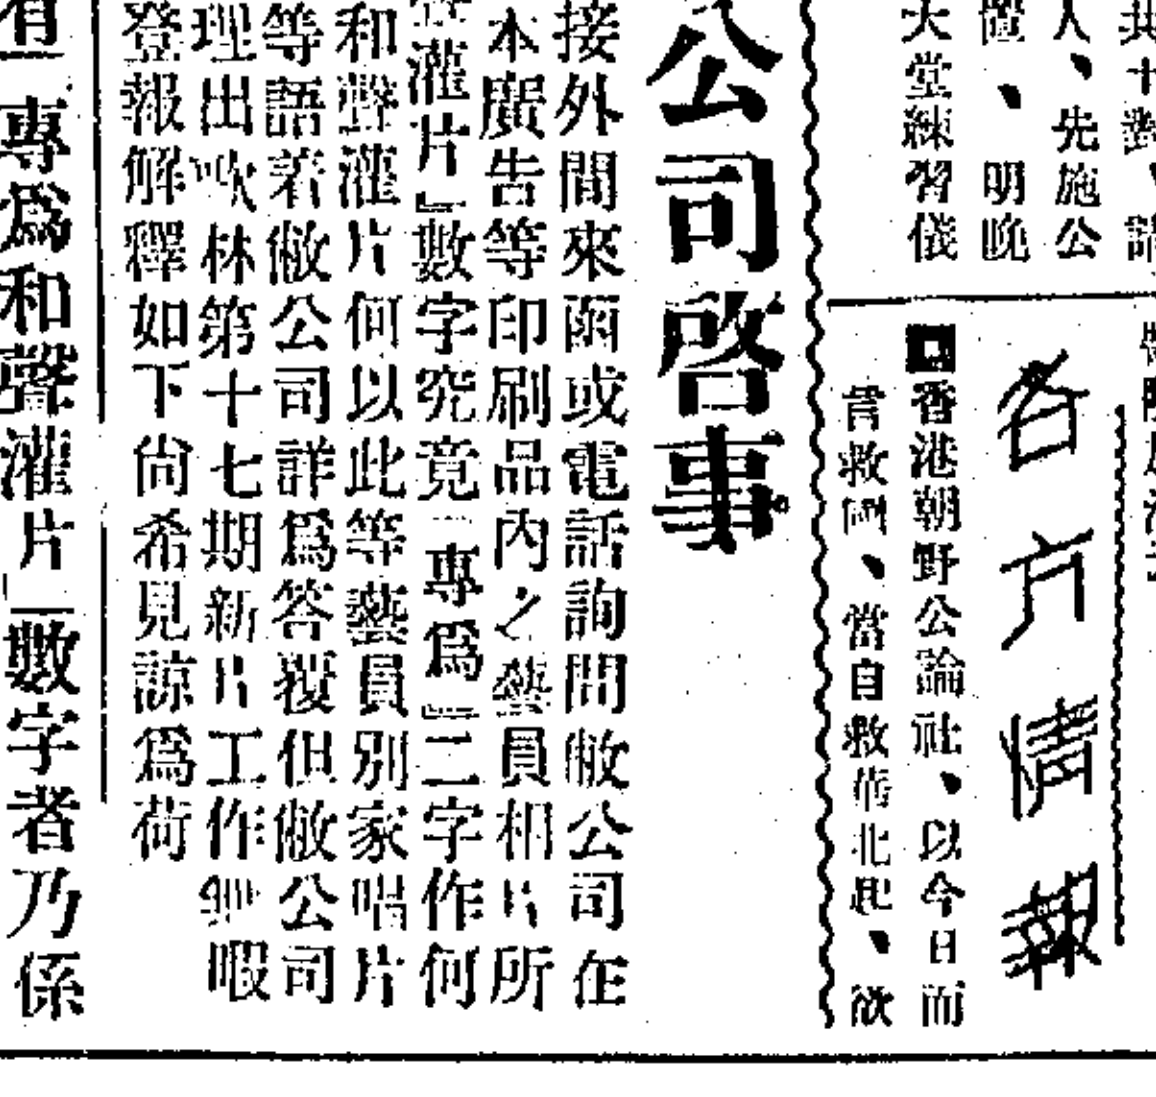 共十對、請
人、先施公
置、明晚
大堂練習儀
各方情報
香港朝野公論社、以今日而
言救國、當自救華北起、欲
公司啓事
接外間來函或電話詢問敝公司在
本廣告等印刷品內之藝員相片所
灌片』數字究竟『專爲』二字作何
和聲灌片何以此等藝員別家唱片
等語着敝公司詳爲答覆但敝公司
理出歌林第十七期新片工作無暇
登報解釋如下尙希見諒爲荷
有「專爲和聲灌片」數字者乃係